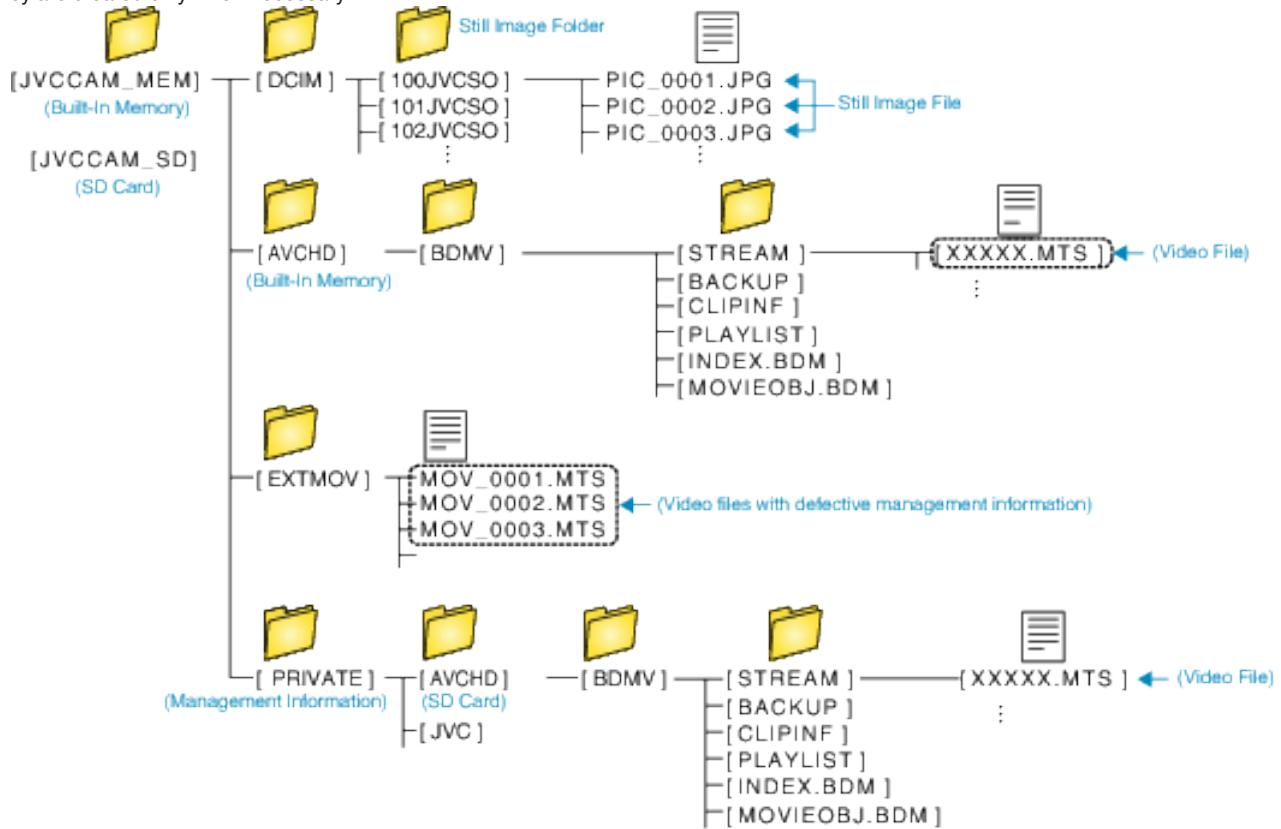 Still Image Folder
[JVCCAM_MEM]
(Built-In Memory)
[JVCCAM_SD]
(SD Card)
[DCIM]
[100JVCSO]
[101JVCSO]
[102JVCSO]
PIC_0001.JPG
PIC_0002.JPG
PIC_0003.JPG
Still Image File
[AVCHD]
(Built-In Memory)
[BDMV]
[STREAM]
[BACKUP]
[CLIPINF]
[PLAYLIST]
[INDEX.BDM]
[MOVIEOBJ.BDM]
[XXXXX.MTS]
(Video File)
[EXTMOV]
MOV_0001.MTS
MOV_0002.MTS
MOV_0003.MTS
(Video files with defective management information)
[PRIVATE]
(Management Information)
[AVCHD]
(SD Card)
[JVC]
[BDMV]
[STREAM]
[BACKUP]
[CLIPINF]
[PLAYLIST]
[INDEX.BDM]
[MOVIEOBJ.BDM]
[XXXXX.MTS]
(Video File)